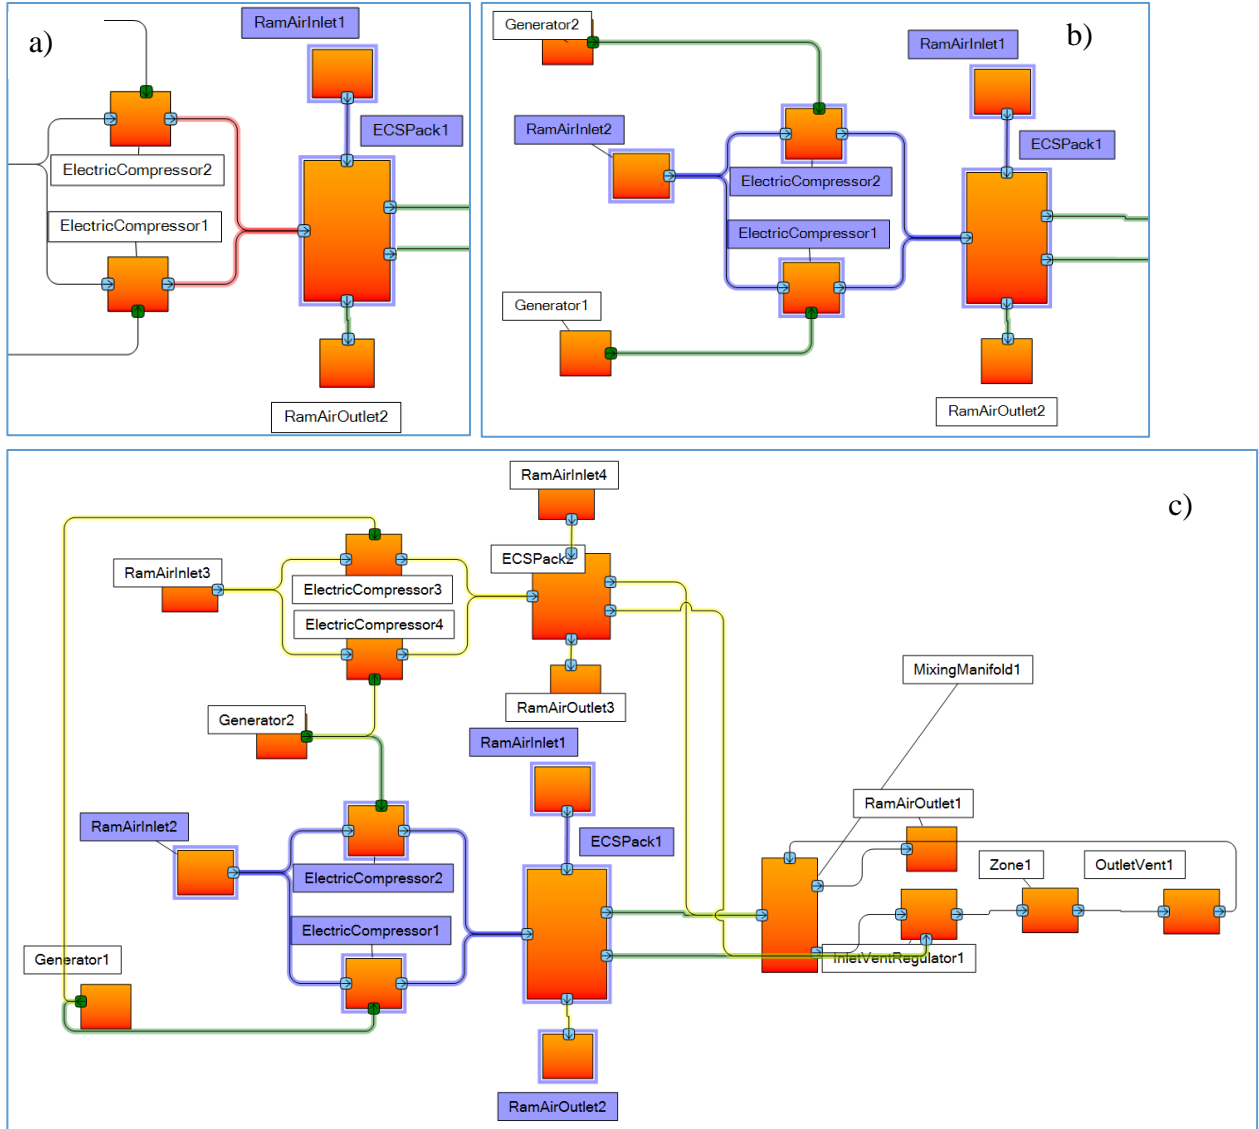 a)
RamAirInlet1
ECSPack1
ElectricCompressor2
ElectricCompressor1
RamAirOutlet2
b)
Generator2
RamAirInlet1
RamAirInlet2
ECSPack1
ElectricCompressor2
ElectricCompressor1
Generator1
RamAirOutlet2
c)
RamAirInlet4
RamAirInlet3
ECSPack2
ElectricCompressor3
ElectricCompressor4
MixingManifold1
RamAirOutlet3
Generator2
RamAirInlet1
RamAirOutlet1
RamAirInlet2
ECSPack1
Zone1
OutletVent1
ElectricCompressor2
ElectricCompressor1
Generator1
InletVentRegulator1
RamAirOutlet2